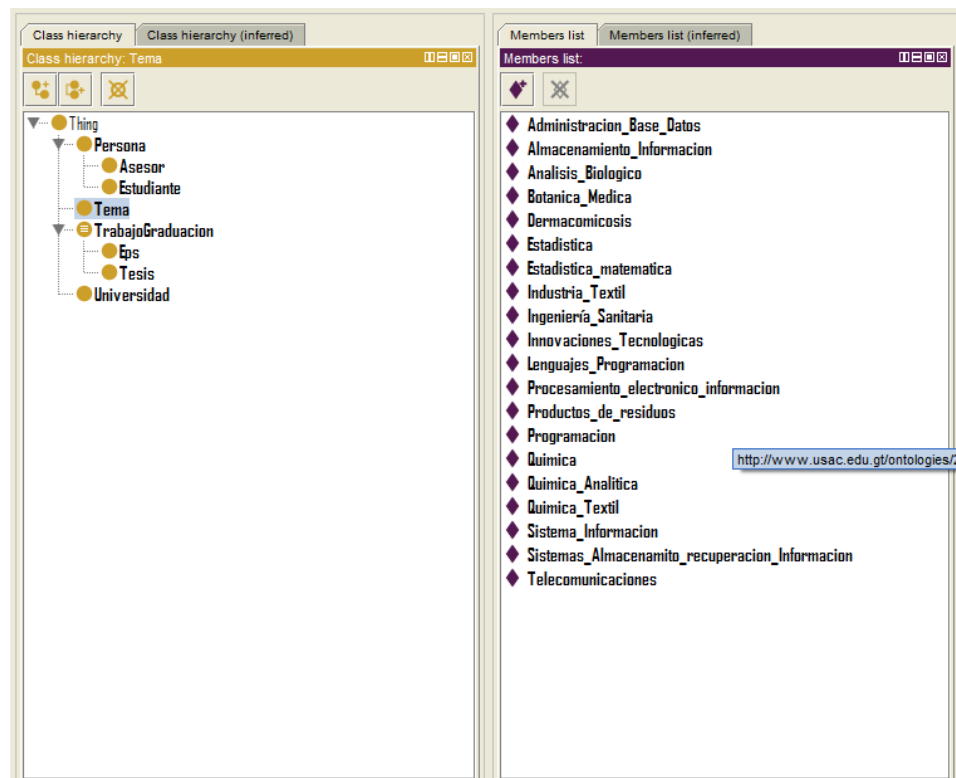 Class hierarchy
Class hierarchy (inferred)
Class hierarchy: Tema
Thing
Persona
Asesor
Estudiante
Tema
TrabajoGraduacion
Eps
Tesis
Universidad
Members list
Members list (inferred)
Members list:
Administracion_Base_Datos
Almacenamiento_Informacion
Analisis_Biologico
Botanica_Medica
Dermacomicosis
Estadistica
Estadistica_matematica
Industria_Textil
Ingeniería_Sanitaria
Innovaciones_Tecnologicas
Lenguajes_Programacion
Procesamiento_electronico_informacion
Productos_de_residuos
Programacion
Quimica
http://www.usac.edu.gt/ontologies/2
Quimica_Analitica
Quimica_Textil
Sistema_Informacion
Sistemas_Almacenamito_recuperacion_Informacion
Telecomunicaciones